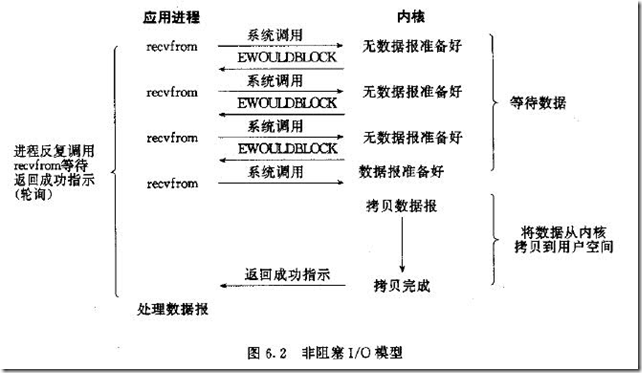 应用进程 内核
recvfrom 系统调用 无数据报准备好
EWOULDBLOCK
recvfrom 系统调用 无数据报准备好
EWOULDBLOCK
recvfrom 系统调用 无数据报准备好
EWOULDBLOCK
recvfrom 系统调用 数据报准备好
等待数据
进程反复调用
recvfrom等待
返回成功指示
(轮询)
拷贝数据报
将数据从内核
拷贝到用户空间
返回成功指示 拷贝完成
处理数据报
图 6.2 非阻塞 I/O 模型